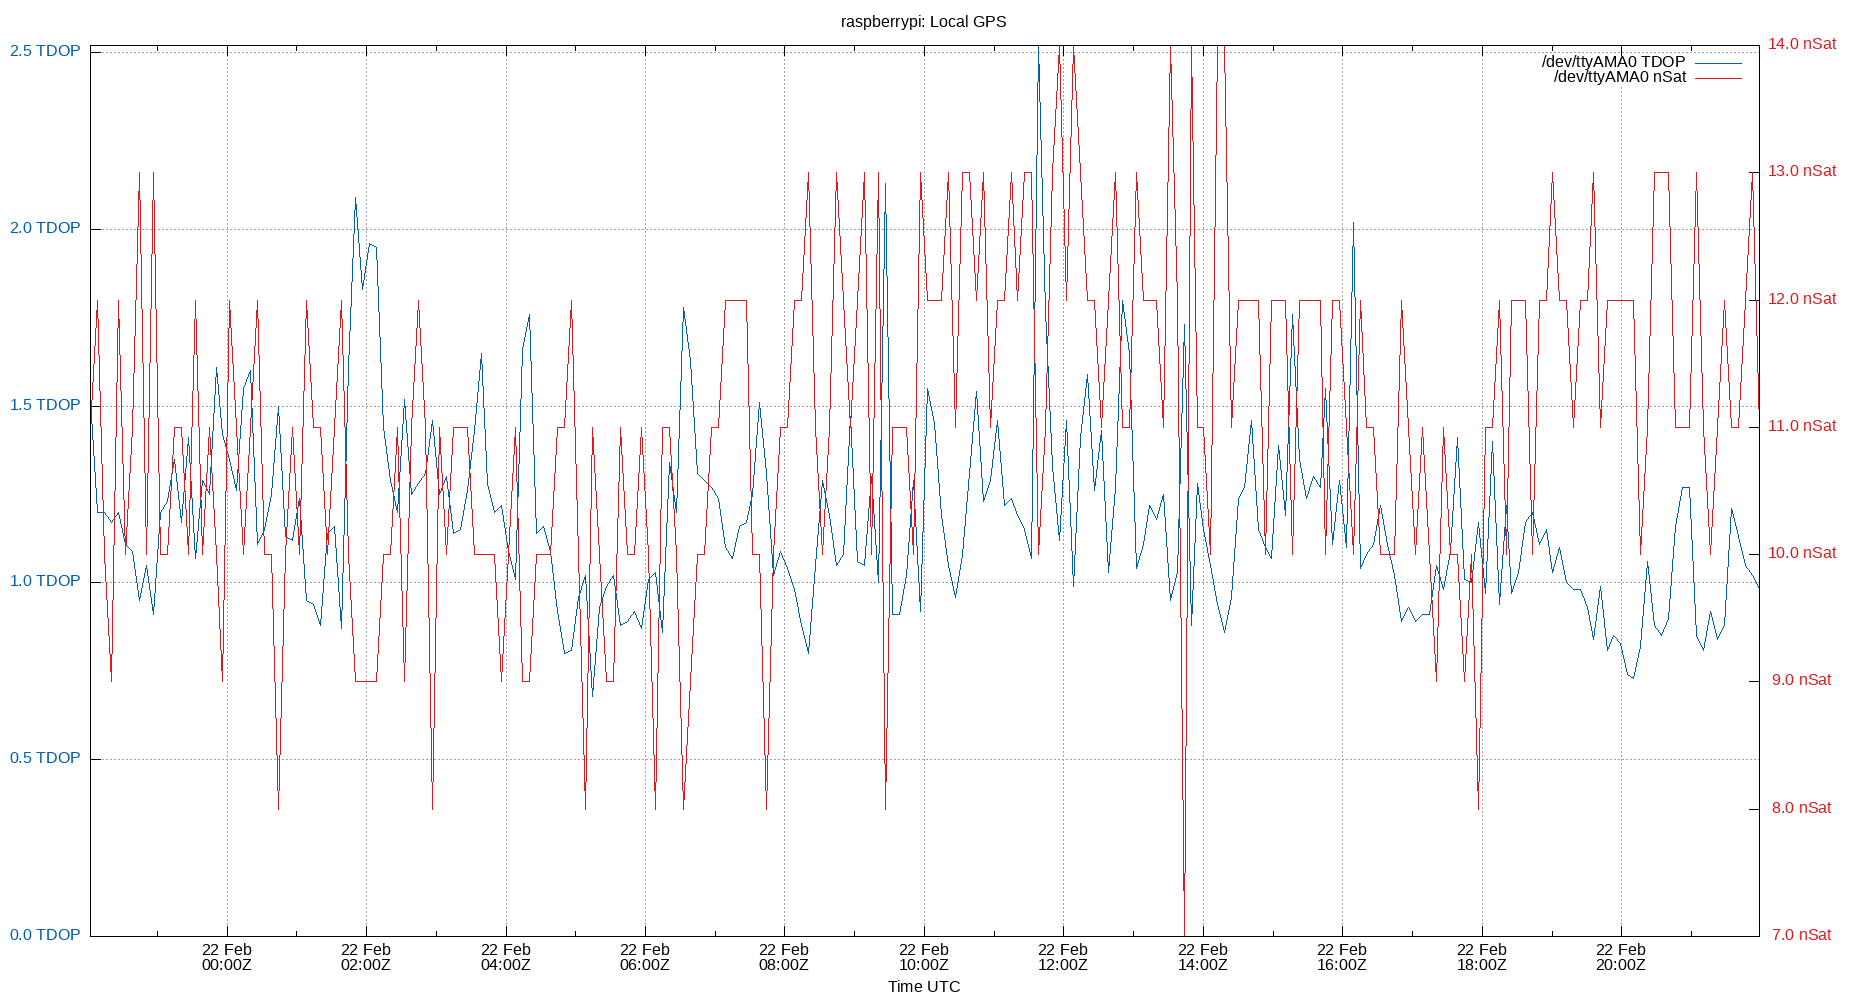 raspberrypi: Local GPS
2.5 TDOP
2.0 TDOP
1.5 TDOP
1.0 TDOP
0.5 TDOP
0.0 TDOP
14.0 nSat
13.0 nSat
12.0 nSat
11.0 nSat
10.0 nSat
9.0 nSat
8.0 nSat
7.0 nSat
/dev/ttyAMA0 TDOP
/dev/ttyAMA0 nSat
22 Feb
00:00Z
22 Feb
02:00Z
22 Feb
04:00Z
22 Feb
06:00Z
22 Feb
08:00Z
22 Feb
10:00Z
22 Feb
12:00Z
22 Feb
14:00Z
22 Feb
16:00Z
22 Feb
18:00Z
22 Feb
20:00Z
Time UTC